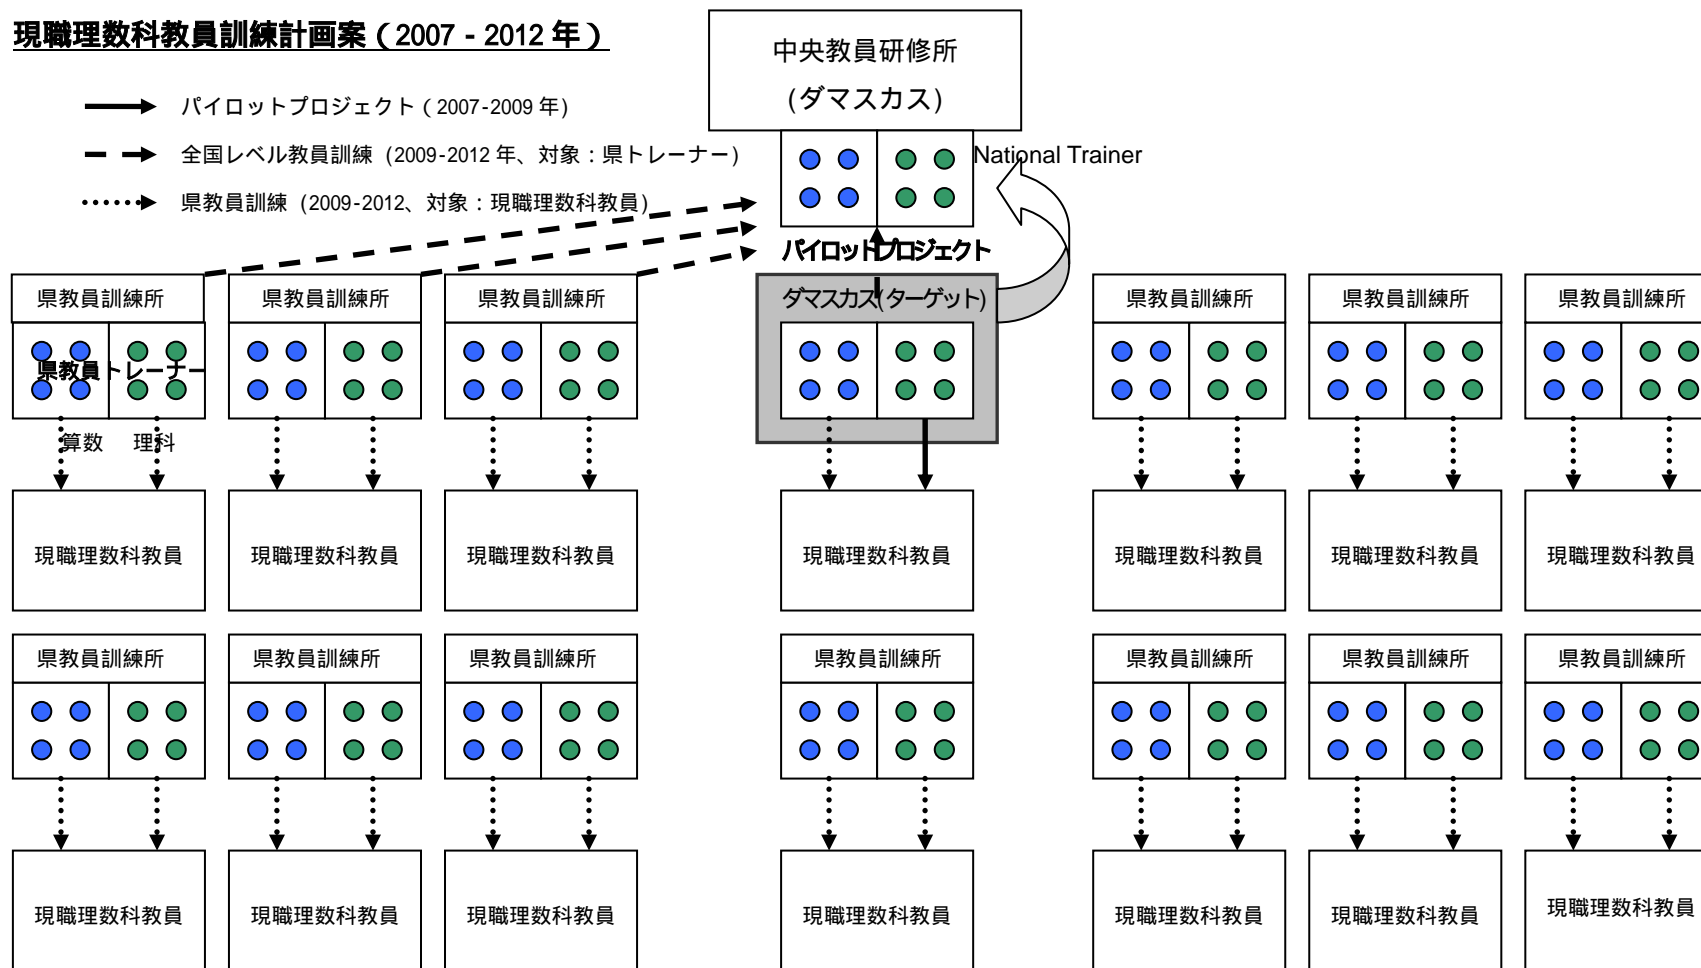 現職理数科教員訓練計画案（2007 - 2012 年）
中央教員研修所
(ダマスカス)
パイロットプロジェクト（2007-2009 年)
全国レベル教員訓練 (2009-2012 年、対象：県トレーナー)
National Trainer
県教員訓練 (2009-2012、対象：現職理数科教員)
パイロットプロジェクト
県教員訓練所
県教員訓練所
県教員訓練所
ダマスカス(ターゲット)
県教員訓練所
県教員訓練所
県教員訓練所
県教員トレーナー
算数 理科
現職理数科教員
現職理数科教員
現職理数科教員
現職理数科教員
現職理数科教員
現職理数科教員
現職理数科教員
県教員訓練所
県教員訓練所
県教員訓練所
県教員訓練所
県教員訓練所
県教員訓練所
県教員訓練所
現職理数科教員
現職理数科教員
現職理数科教員
現職理数科教員
現職理数科教員
現職理数科教員
現職理数科教員